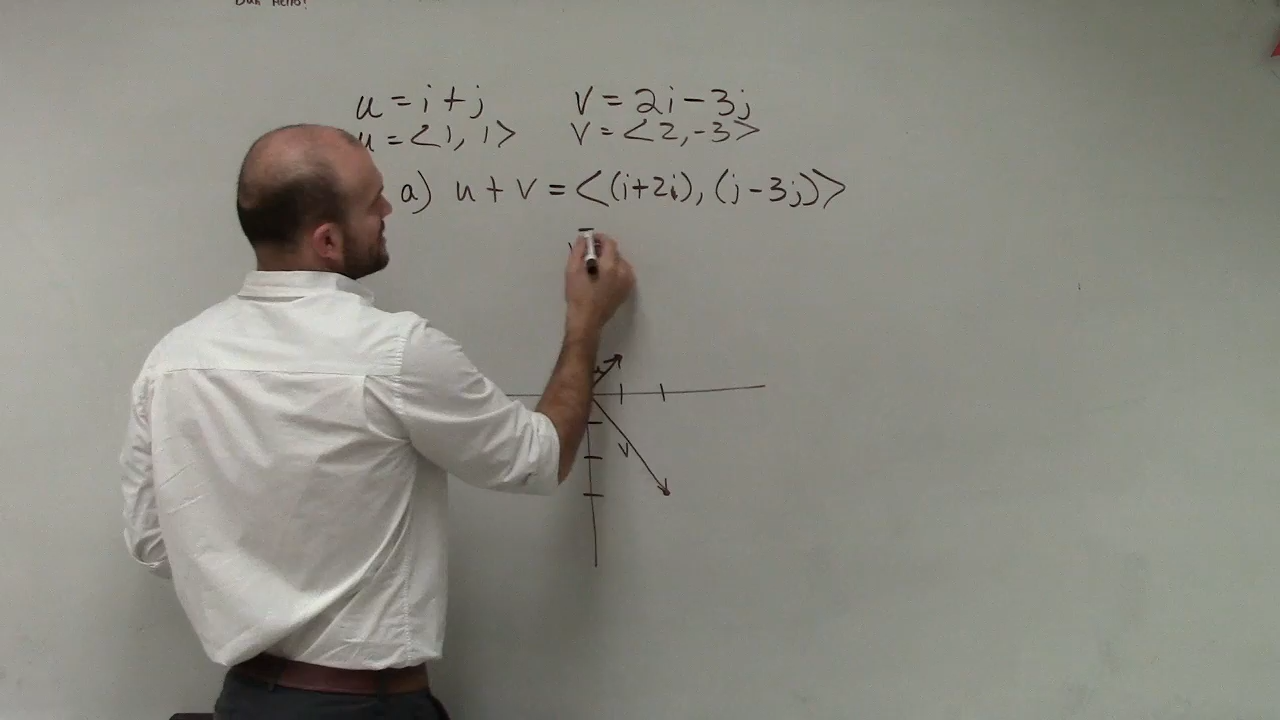 u = i + j v = 2i - 3j
u = <1, 1> v = <2, -3>
a) u + v = <(i+2i), (j-3j)>
u
v